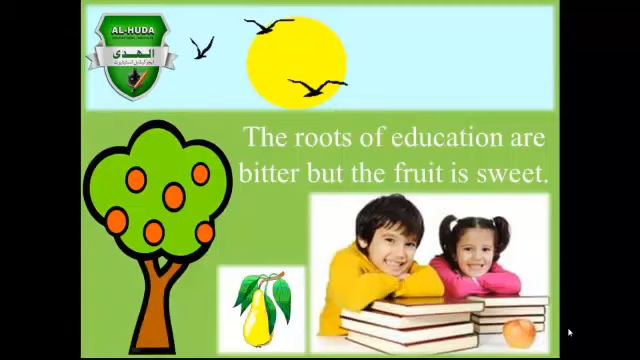 AL-HUDA
الهدى
The roots of education are
bitter but the fruit is sweet.